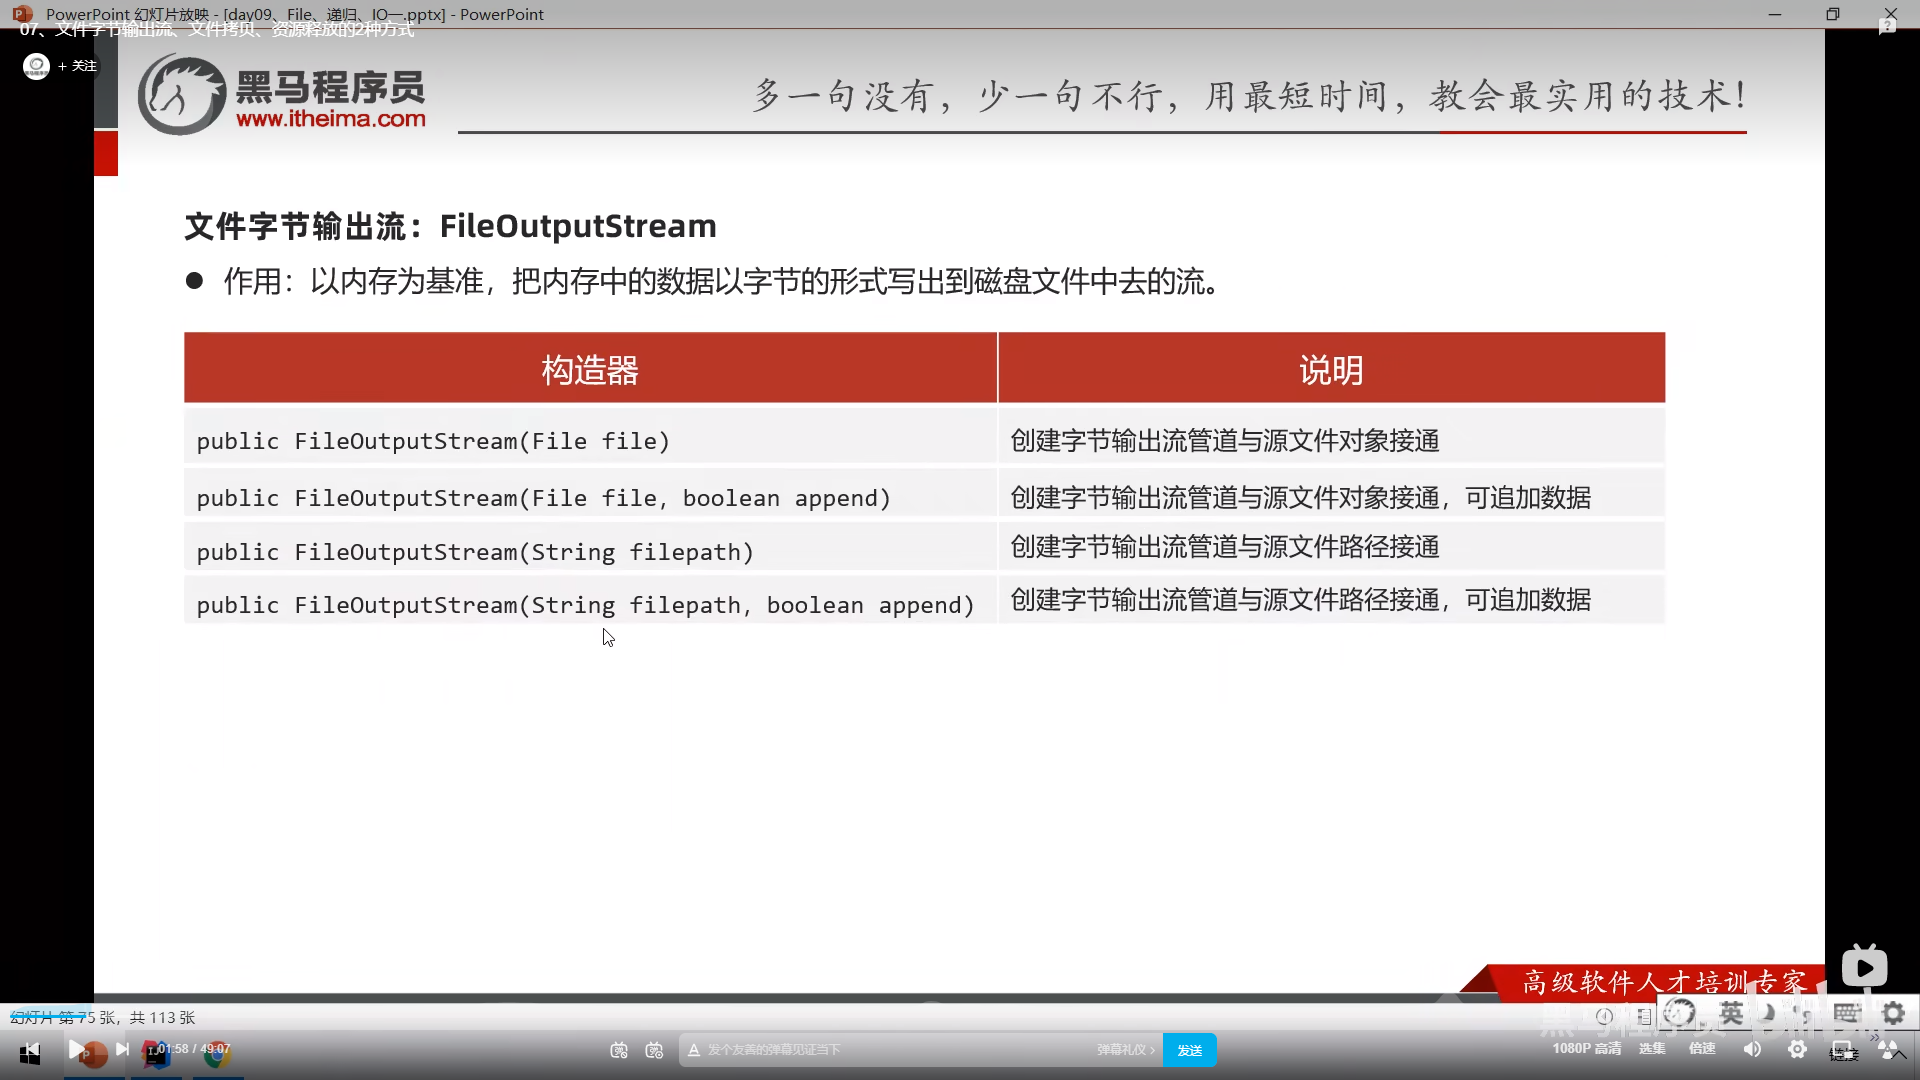 PowerPoint 幻灯片放映 - [day09、File、递归、IO一.pptx] - PowerPoint
07、文件字节输出流、文件拷贝、资源释放的2种方式
+ 关注
黑马程序员
www.itheima.com
多一句没有，少一句不行，用最短时间，教会最实用的技术！
文件字节输出流：FileOutputStream
● 作用：以内存为基准，把内存中的数据以字节的形式写出到磁盘文件中去的流。
构造器 说明
public FileOutputStream(File file) 创建字节输出流管道与源文件对象接通
public FileOutputStream(File file, boolean append) 创建字节输出流管道与源文件对象接通，可追加数据
public FileOutputStream(String filepath) 创建字节输出流管道与源文件路径接通
public FileOutputStream(String filepath, boolean append) 创建字节输出流管道与源文件路径接通，可追加数据
高级软件人才培训专家
幻灯片 第 75 张，共 113 张
英
01:58 / 49:07
发个友善的弹幕见证当下
弹幕礼仪 ›
发送
1080P 高清
选集
倍速
链接